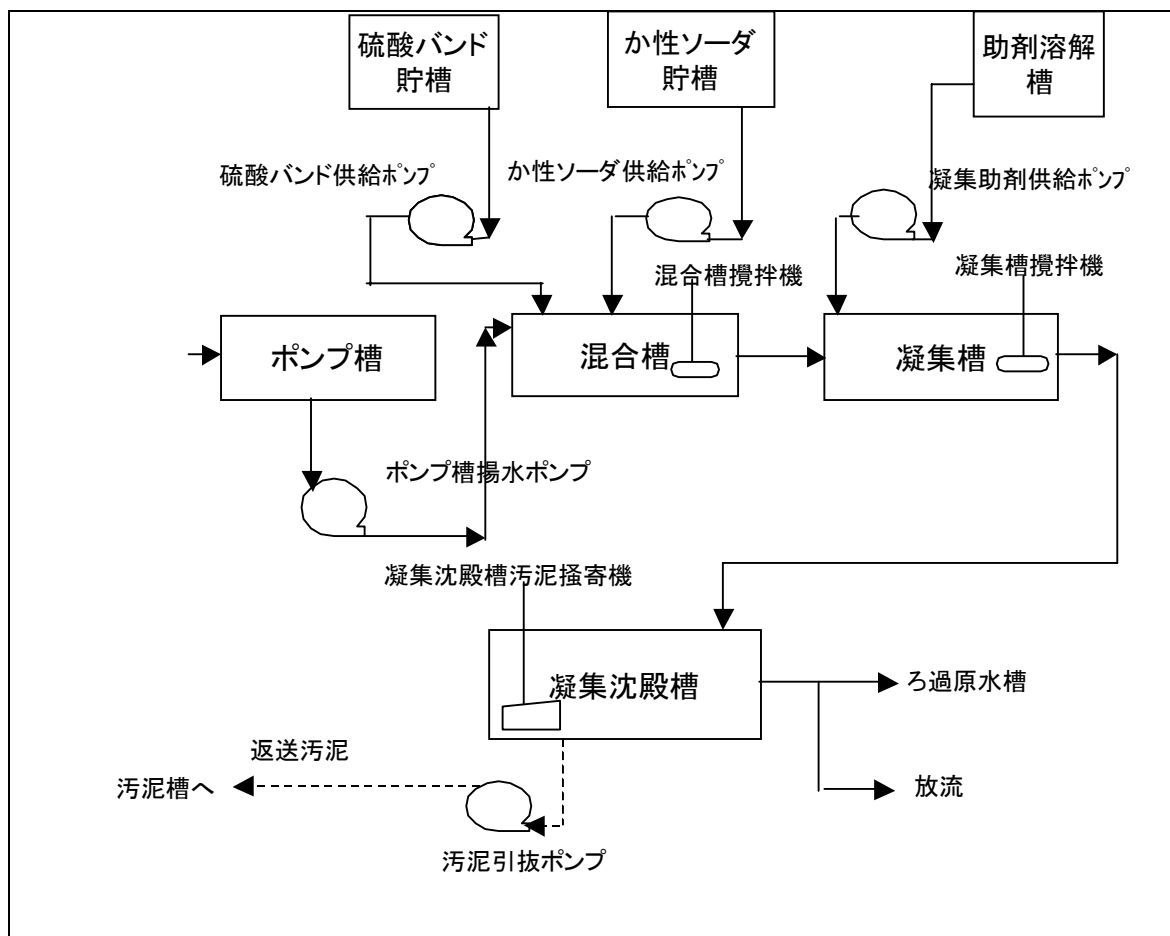 硫酸バンド
貯槽
か性ソーダ
貯槽
助剤溶解
槽
硫酸バンド供給ﾎﾟﾝﾌﾟ
か性ソーダ供給ﾎﾟﾝﾌﾟ
凝集助剤供給ﾎﾟﾝﾌﾟ
混合槽攪拌機
凝集槽攪拌機
ポンプ槽
混合槽
凝集槽
ポンプ槽揚水ポンプ
凝集沈殿槽汚泥掻寄機
凝集沈殿槽
ろ過原水槽
返送汚泥
汚泥槽へ
放流
汚泥引抜ポンプ